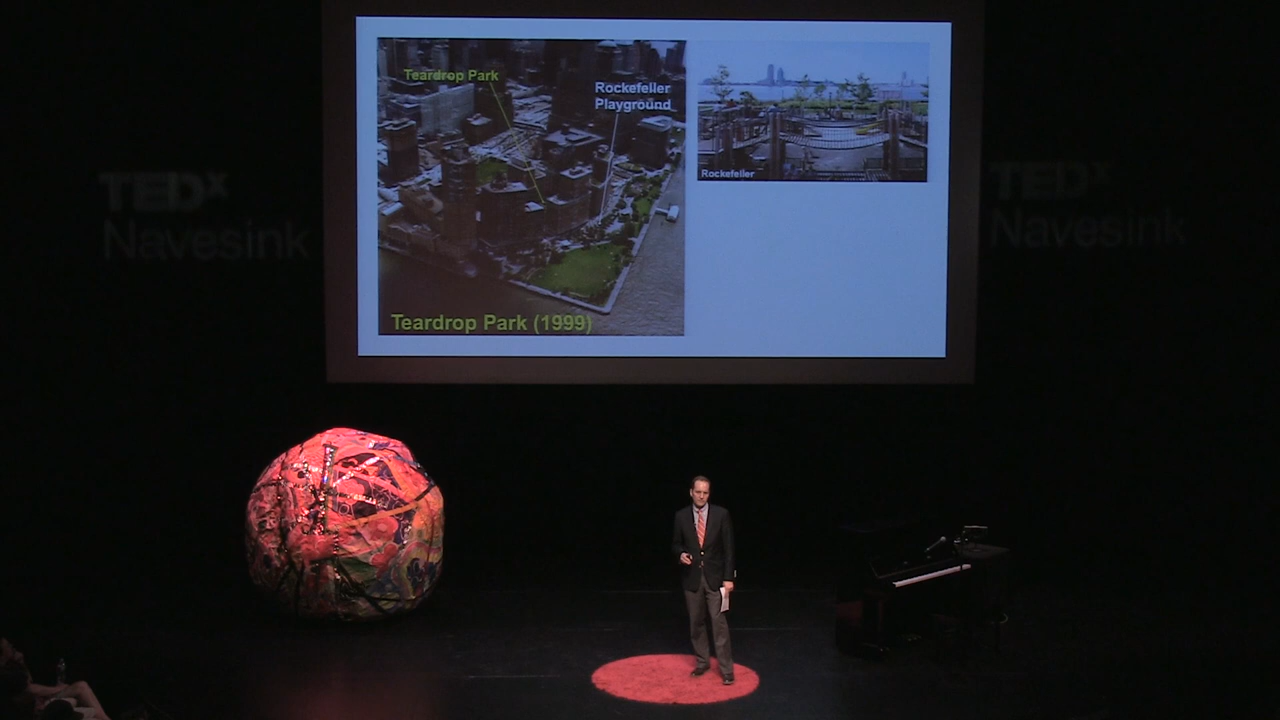 Teardrop Park
Rockefeller
Playground
Teardrop Park (1999)
Rockefeller
TEDx
Navesink
TEDx
Navesink